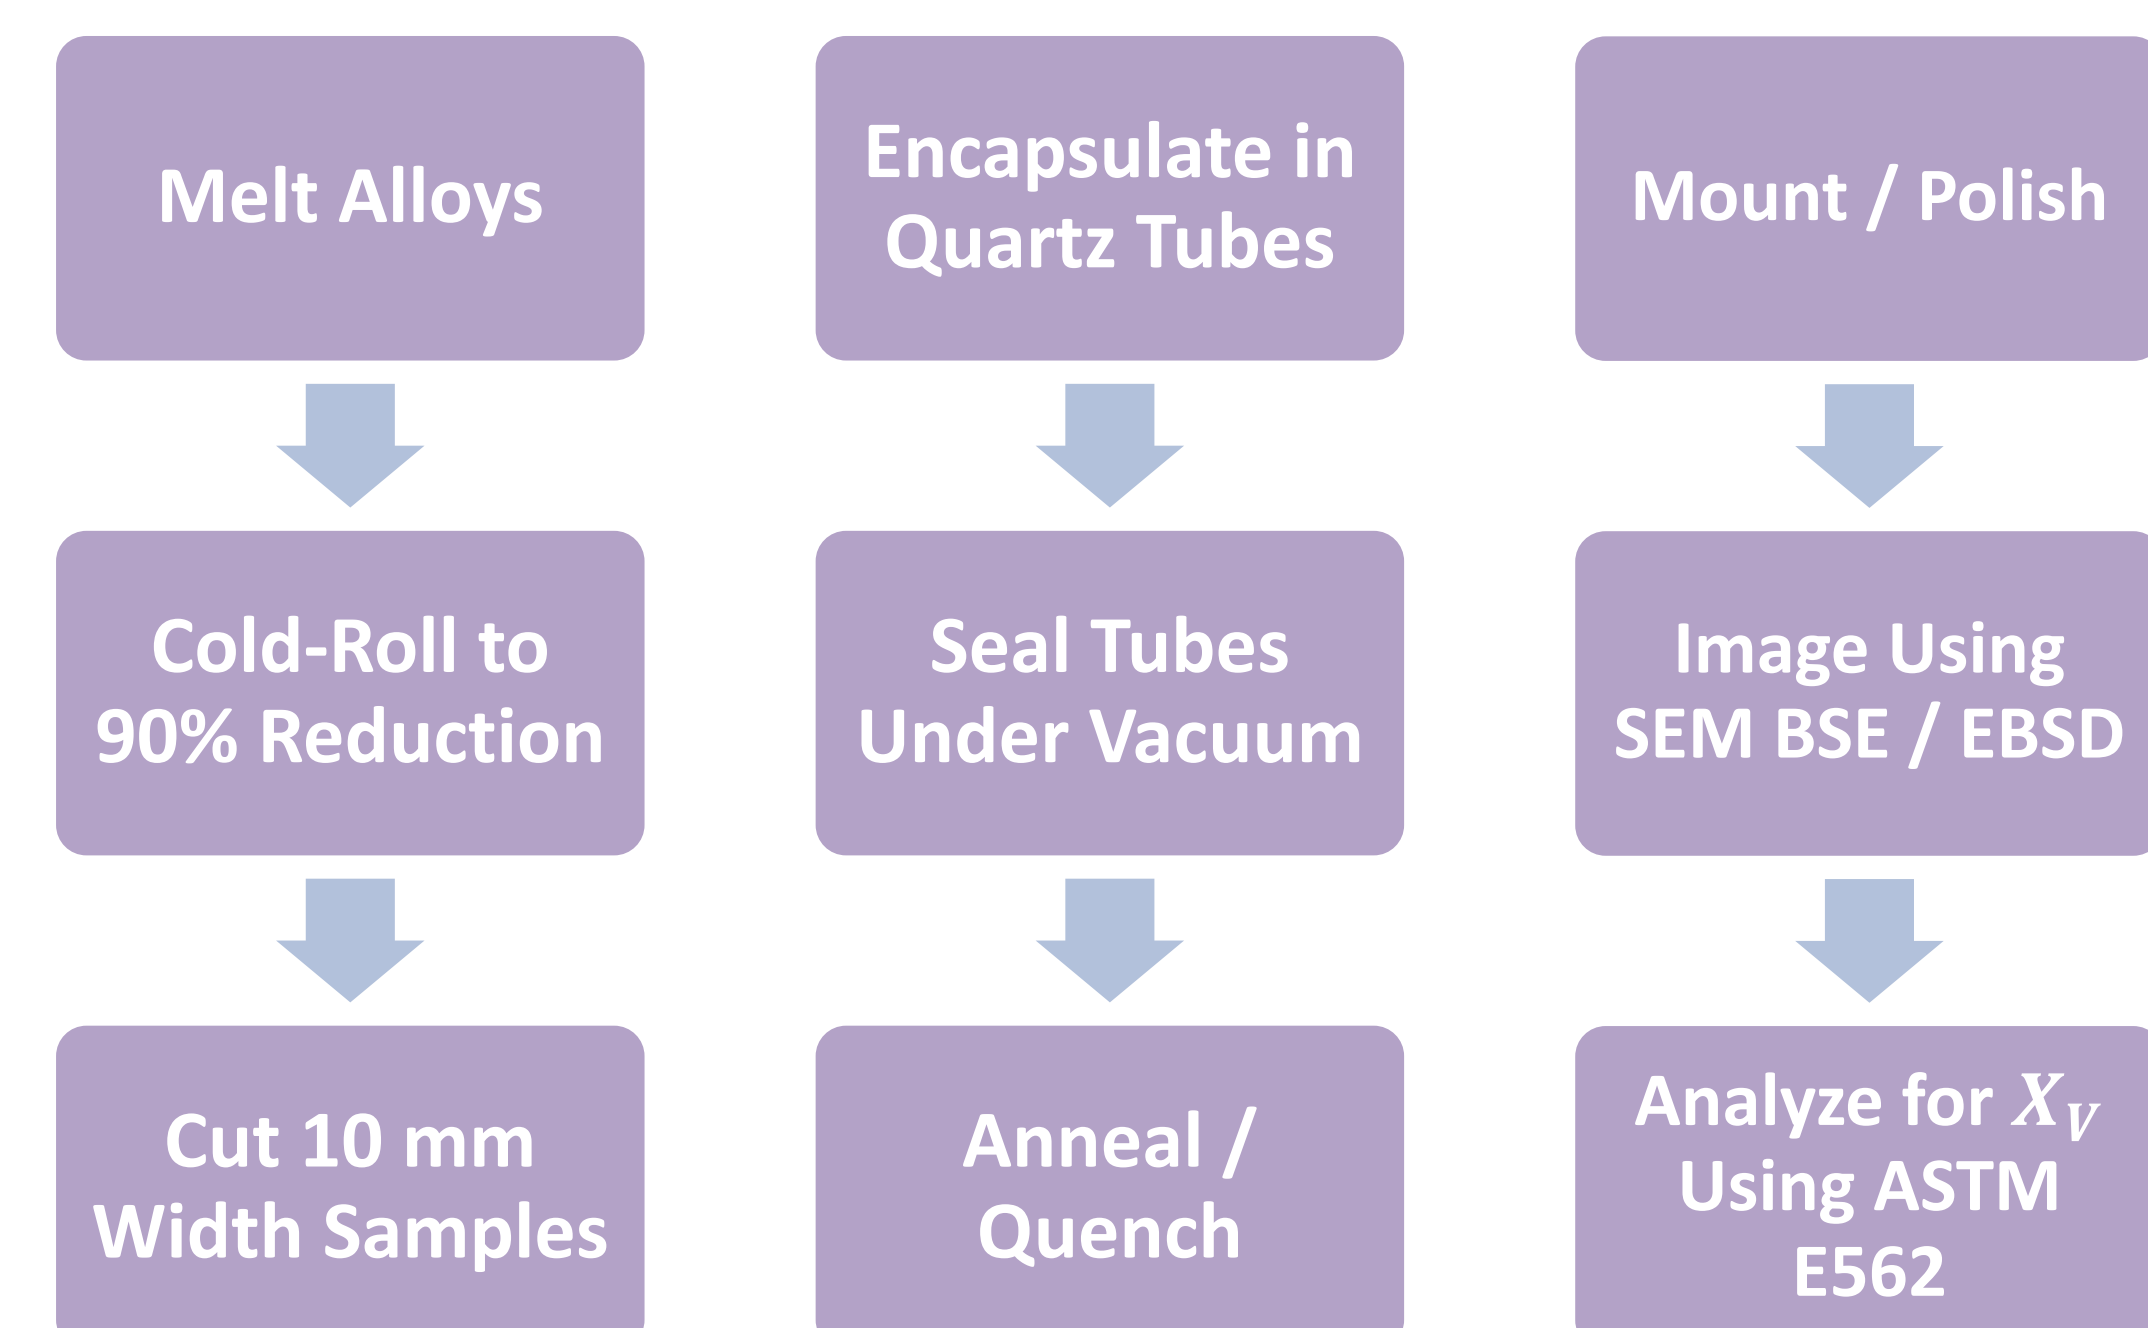 Melt Alloys
Cold-Roll to
90% Reduction
Cut 10 mm
Width Samples
Encapsulate in
Quartz Tubes
Seal Tubes
Under Vacuum
Anneal /
Quench
Mount / Polish
Image Using
SEM BSE / EBSD
Analyze for X_V
Using ASTM
E562